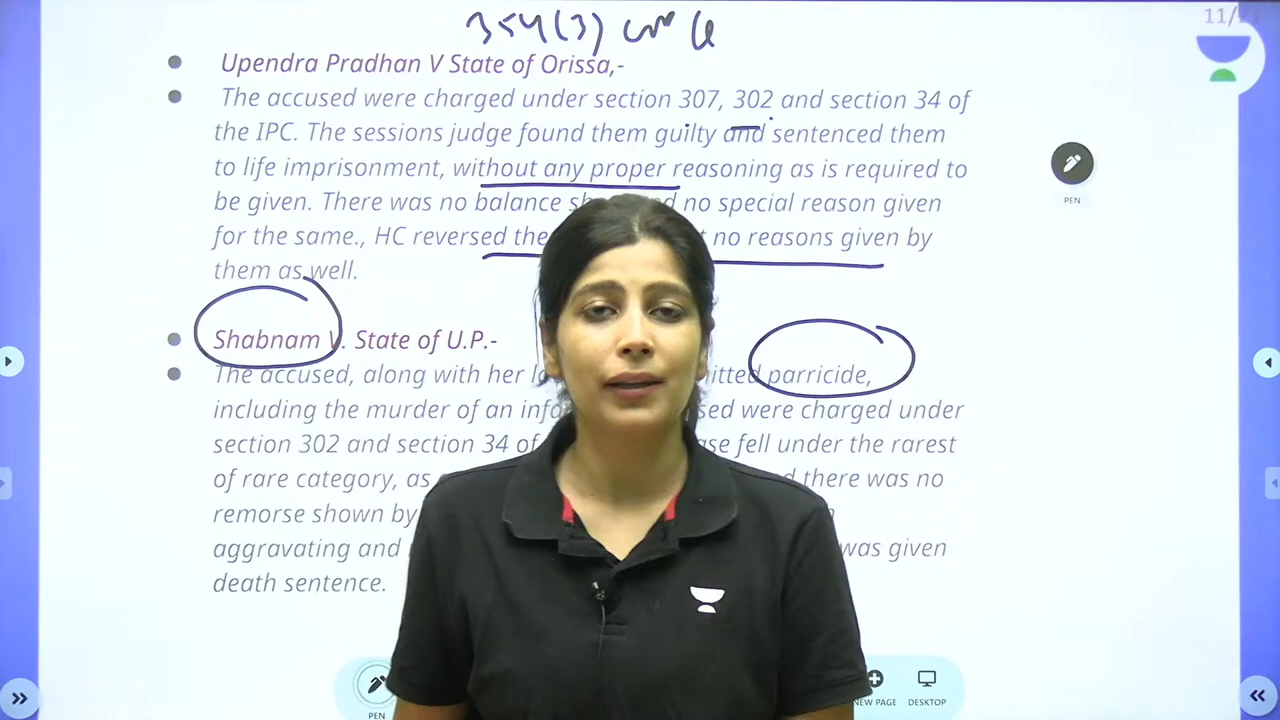 354(3)
11/
Upendra Pradhan V State of Orissa,-
The accused were charged under section 307, 302 and section 34 of
the IPC. The sessions judge found them guilty and sentenced them
to life imprisonment, without any proper reasoning as is required to
be given. There was no balance no special reason given
for the same., HC reversed the no reasons given by
them as well.
Shabnam V. State of U.P.-
The accused, along with her parricide,
including the murder of an were charged under
section 302 and section 34 of fell under the rarest
of rare category, as there was no
remorse shown by
aggravating and was given
death sentence.
PEN
PEN
NEW PAGE
DESKTOP